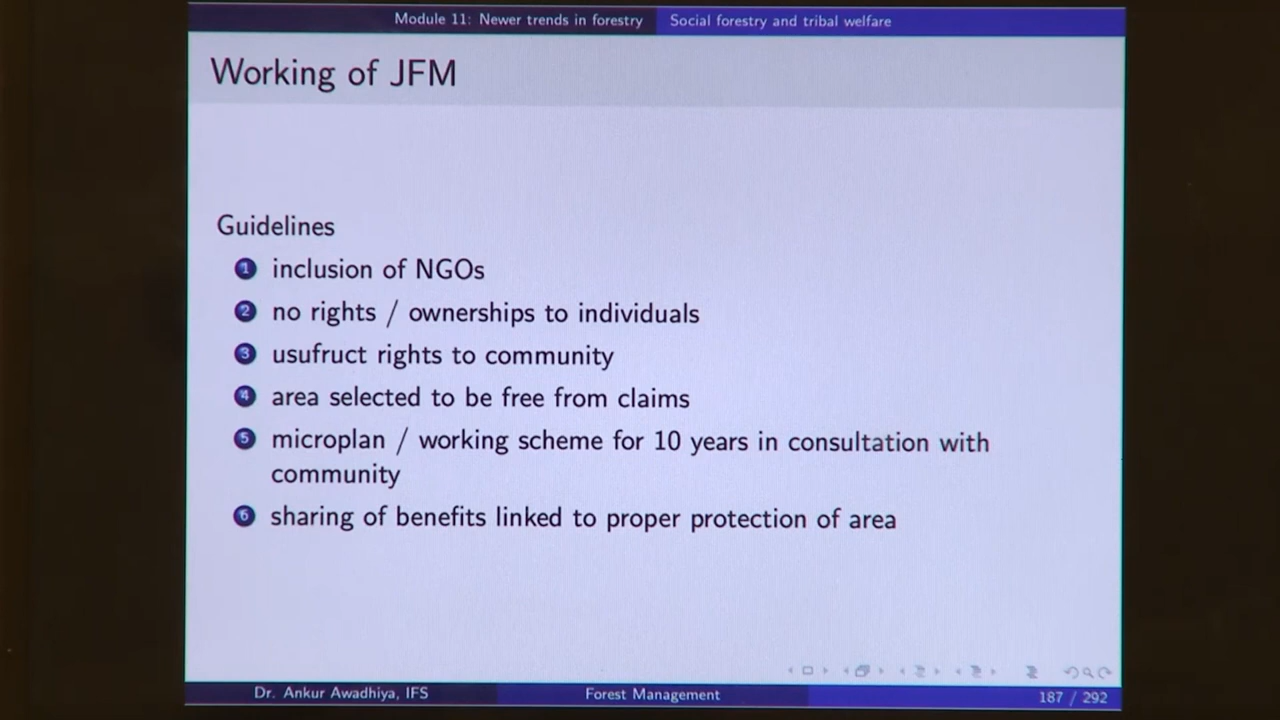 Module 11: Newer trends in forestry Social forestry and tribal welfare
Working of JFM
Guidelines
1 inclusion of NGOs
2 no rights / ownerships to individuals
3 usufruct rights to community
4 area selected to be free from claims
5 microplan / working scheme for 10 years in consultation with
community
6 sharing of benefits linked to proper protection of area
Dr. Ankur Awadhiya, IFS Forest Management 187 / 292